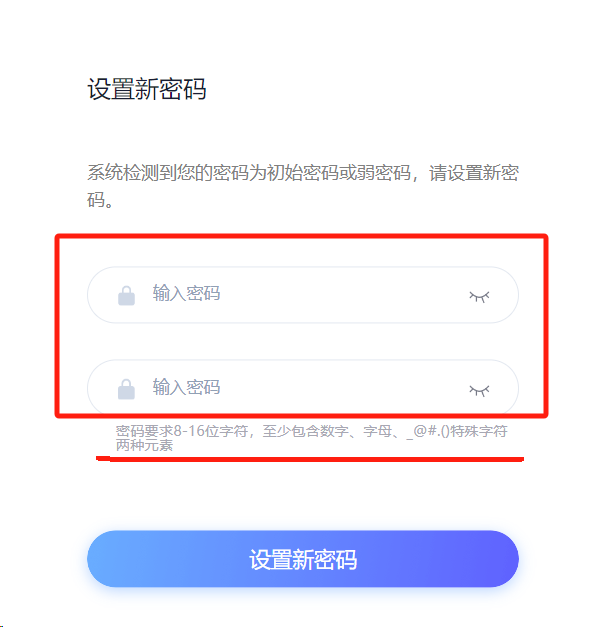 设置新密码
系统检测到您的密码为初始密码或弱密码，请设置新密
码。
输入密码
输入密码
密码要求8-16位字符，至少包含数字、字母、_@#.()特殊字符
两种元素
设置新密码